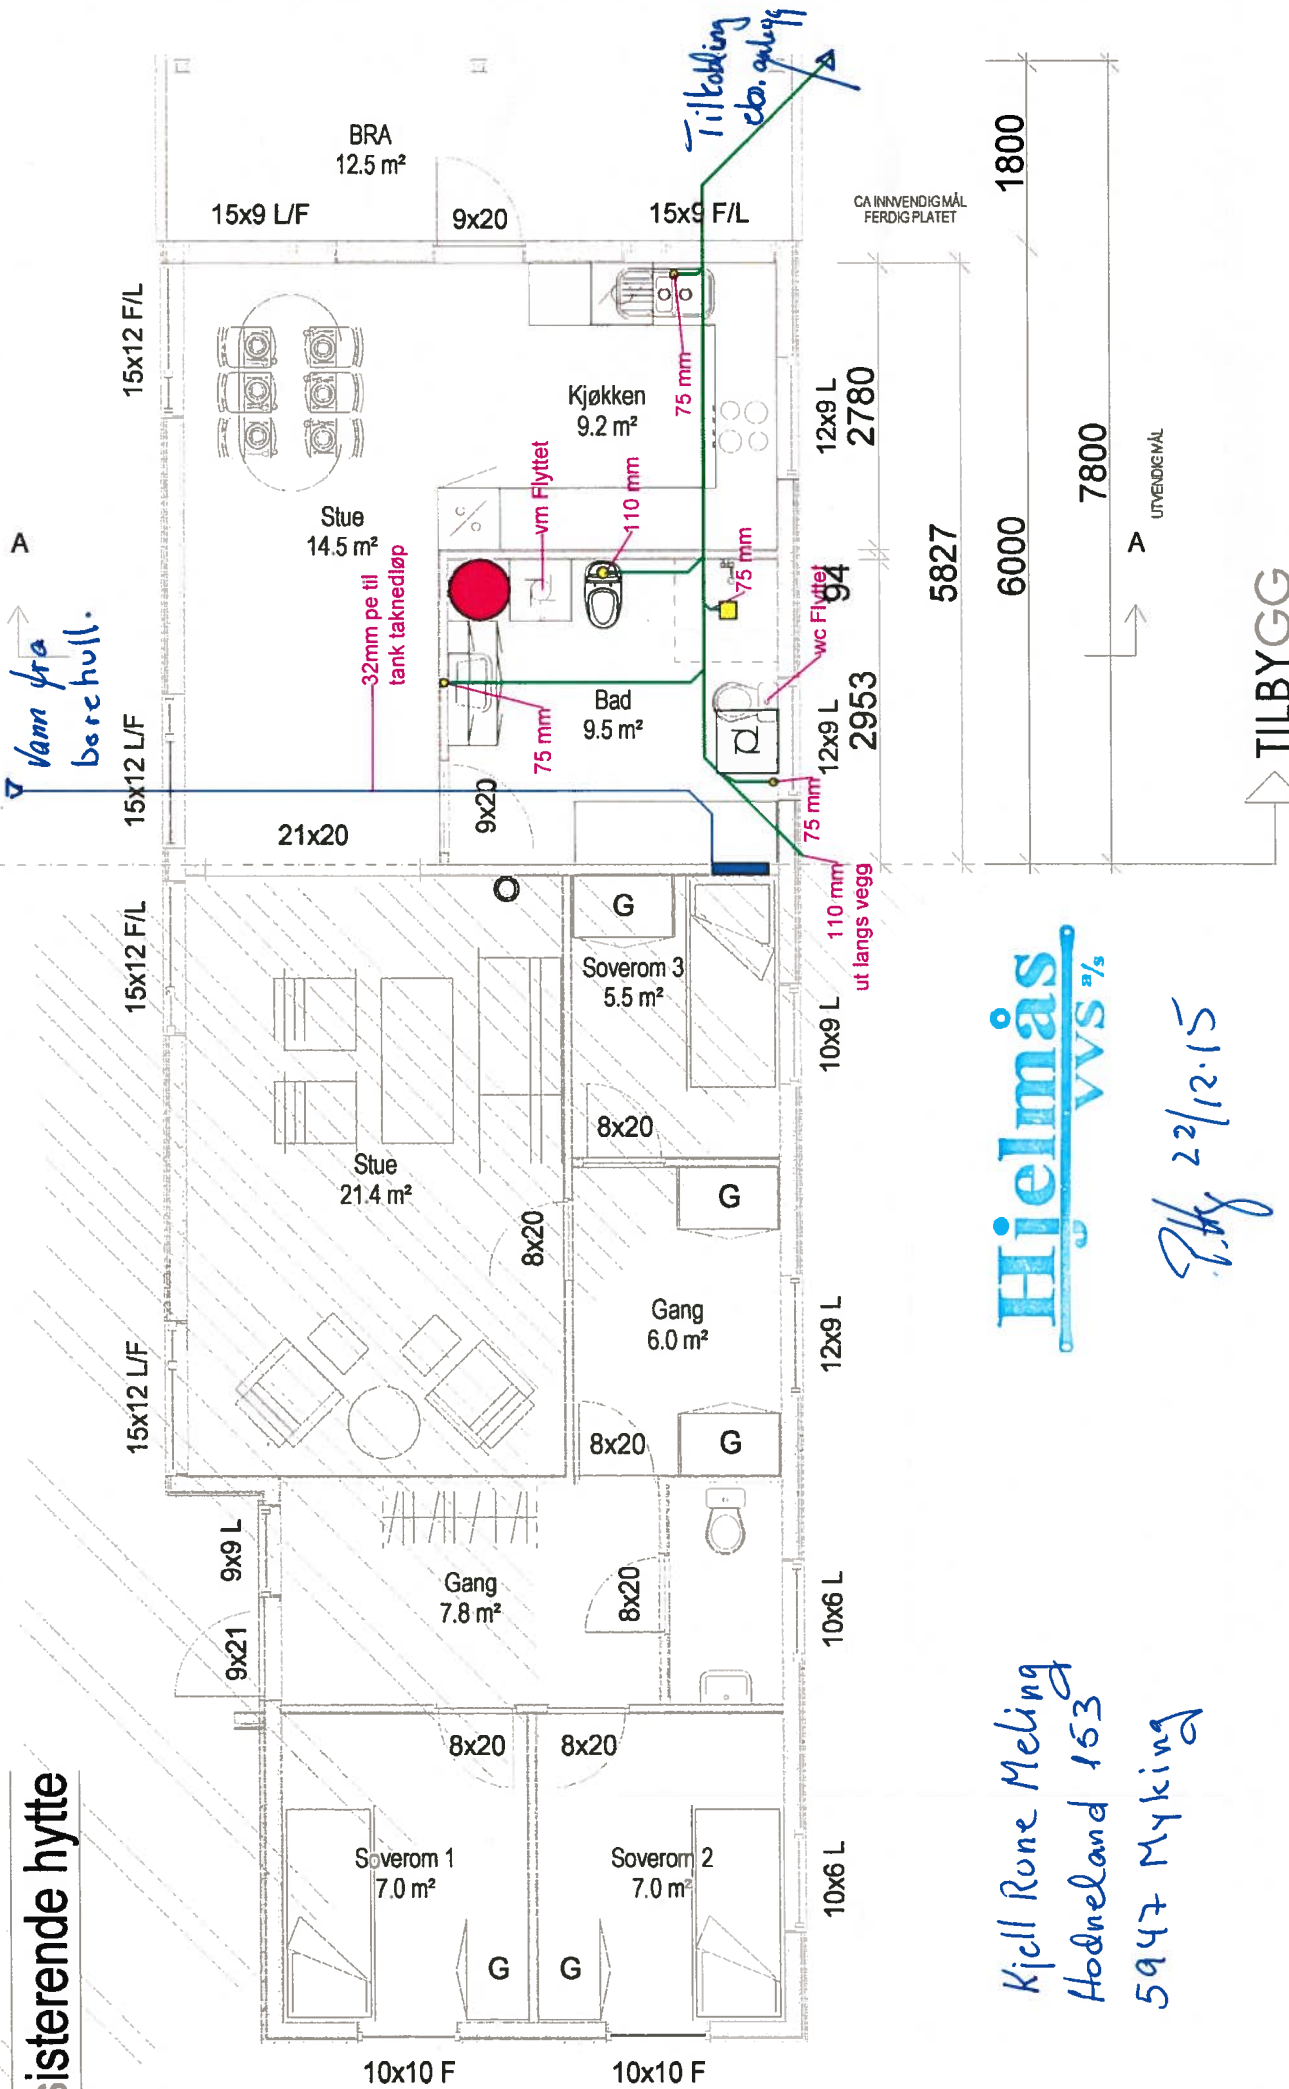 Tilkobling
eks. anlegg
BRA
12.5 m²
15x9 L/F
9x20
15x9 F/L
CA INNVENDIG MÅL
FERDIG PLATET
1800
15x12 F/L
Kjøkken
9.2 m²
75 mm
12x9 L
2780
7800
UTVENDIG MÅL
A
Stue
14.5 m²
vm Flyttet
110 mm
75 mm
wc Flyttet
94
5827
6000
A
Vann fra
borehull.
32mm pe til
tank taknedløp
Bad
9.5 m²
75 mm
12x9 L
2953
TILBYGG
15x12 L/F
21x20
9x20
75 mm
110 mm
ut langs vegg
15x12 F/L
G
Soverom 3
5.5 m²
10x9 L
8x20
Stue
21.4 m²
8x20
G
Gang
6.0 m²
12x9 L
15x12 L/F
8x20
G
Hjelmås
VVS a/s
22/12-15
9x9 L
Gang
7.8 m²
8x20
10x6 L
9x21
8x20
8x20
Soverom 1
7.0 m²
Soverom 2
7.0 m²
10x6 L
G
G
10x10 F
10x10 F
sisterende hytte
Kjell Rune Meling
Hodneland 153
5947 Myking